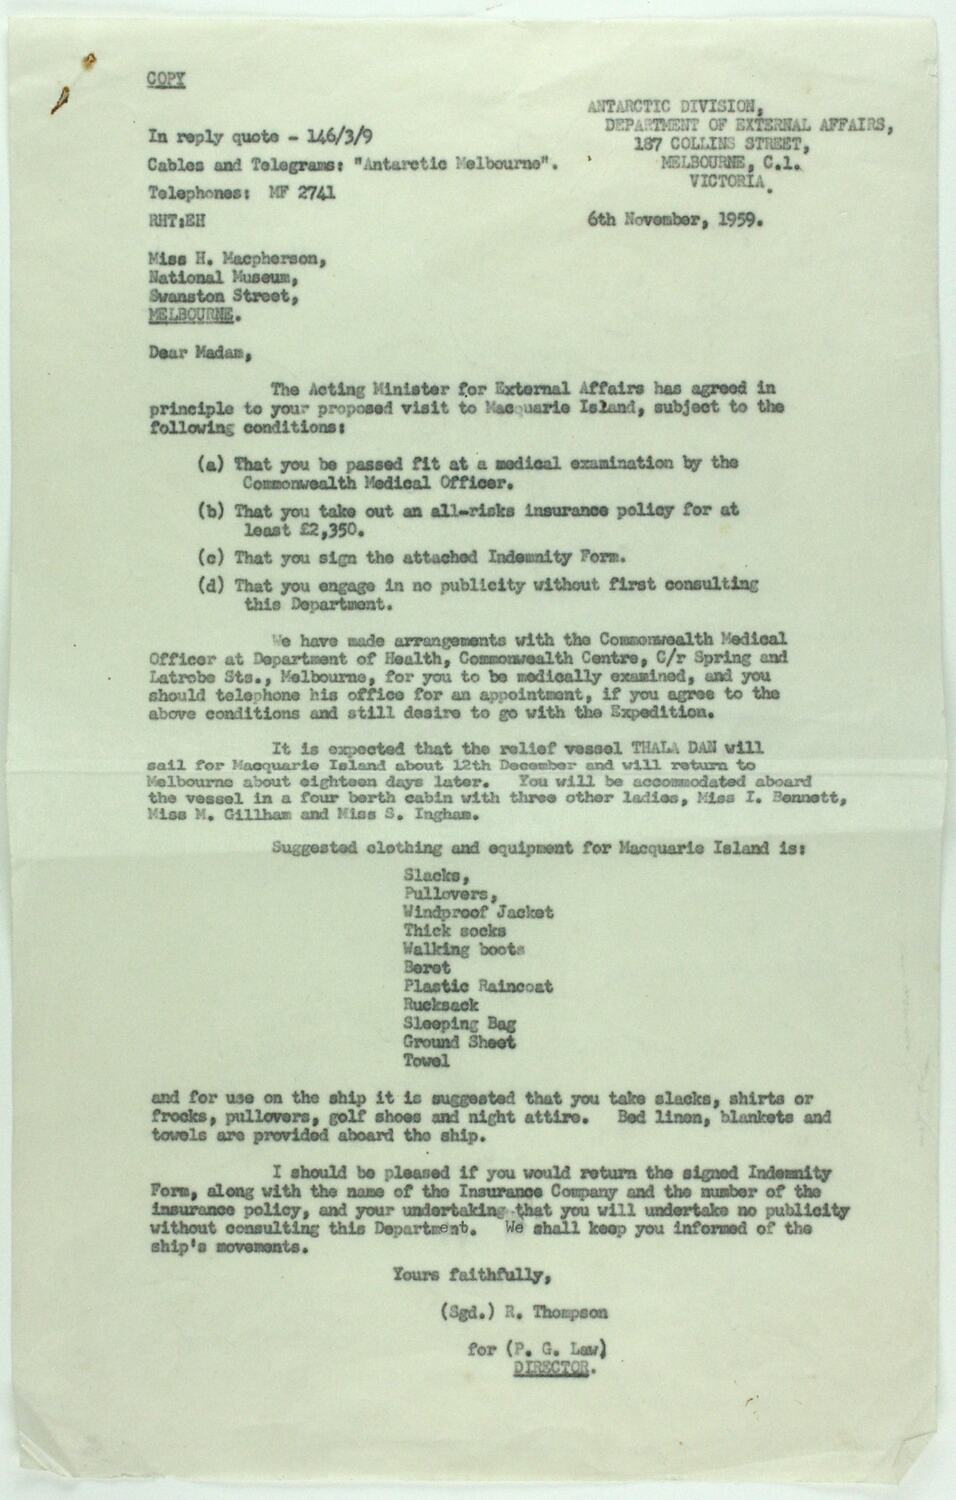 COPY
ANTARCTIC DIVISION,
DEPARTMENT OF EXTERNAL AFFAIRS,
187 COLLINS STREET,
MELBOURNE, C.1.
VICTORIA.
In reply quote - 146/3/9
Cables and Telegrams: "Antarctic Melbourne".
Telephones: MF 2741
RHT:EH
6th November, 1959.
Miss H. Macpherson,
National Museum,
Swanston Street,
MELBOURNE.
Dear Madam,
The Acting Minister for External Affairs has agreed in
principle to your proposed visit to Macquarie Island, subject to the
following conditions:
(a) That you be passed fit at a medical examination by the
Commonwealth Medical Officer.
(b) That you take out an all-risks insurance policy for at
least £2,350.
(c) That you sign the attached Indemnity Form.
(d) That you engage in no publicity without first consulting
this Department.
We have made arrangements with the Commonwealth Medical
Officer at Department of Health, Commonwealth Centre, C/r Spring and
Latrobe Sts., Melbourne, for you to be medically examined, and you
should telephone his office for an appointment, if you agree to the
above conditions and still desire to go with the Expedition.
It is expected that the relief vessel THALA DAN will
sail for Macquarie Island about 12th December and will return to
Melbourne about eighteen days later. You will be accommodated aboard
the vessel in a four berth cabin with three other ladies, Miss I. Bennett,
Miss M. Gillham and Miss S. Ingham.
Suggested clothing and equipment for Macquarie Island is:
Slacks,
Pullovers,
Windproof Jacket
Thick socks
Walking boots
Beret
Plastic Raincoat
Rucksack
Sleeping Bag
Ground Sheet
Towel
and for use on the ship it is suggested that you take slacks, shirts or
frocks, pullovers, golf shoes and night attire. Bed linen, blankets and
towels are provided aboard the ship.
I should be pleased if you would return the signed Indemnity
Form, along with the name of the Insurance Company and the number of the
insurance policy, and your undertaking that you will undertake no publicity
without consulting this Department. We shall keep you informed of the
ship's movements.
Yours faithfully,
(Sgd.) R. Thompson
for (P. G. Law)
DIRECTOR.